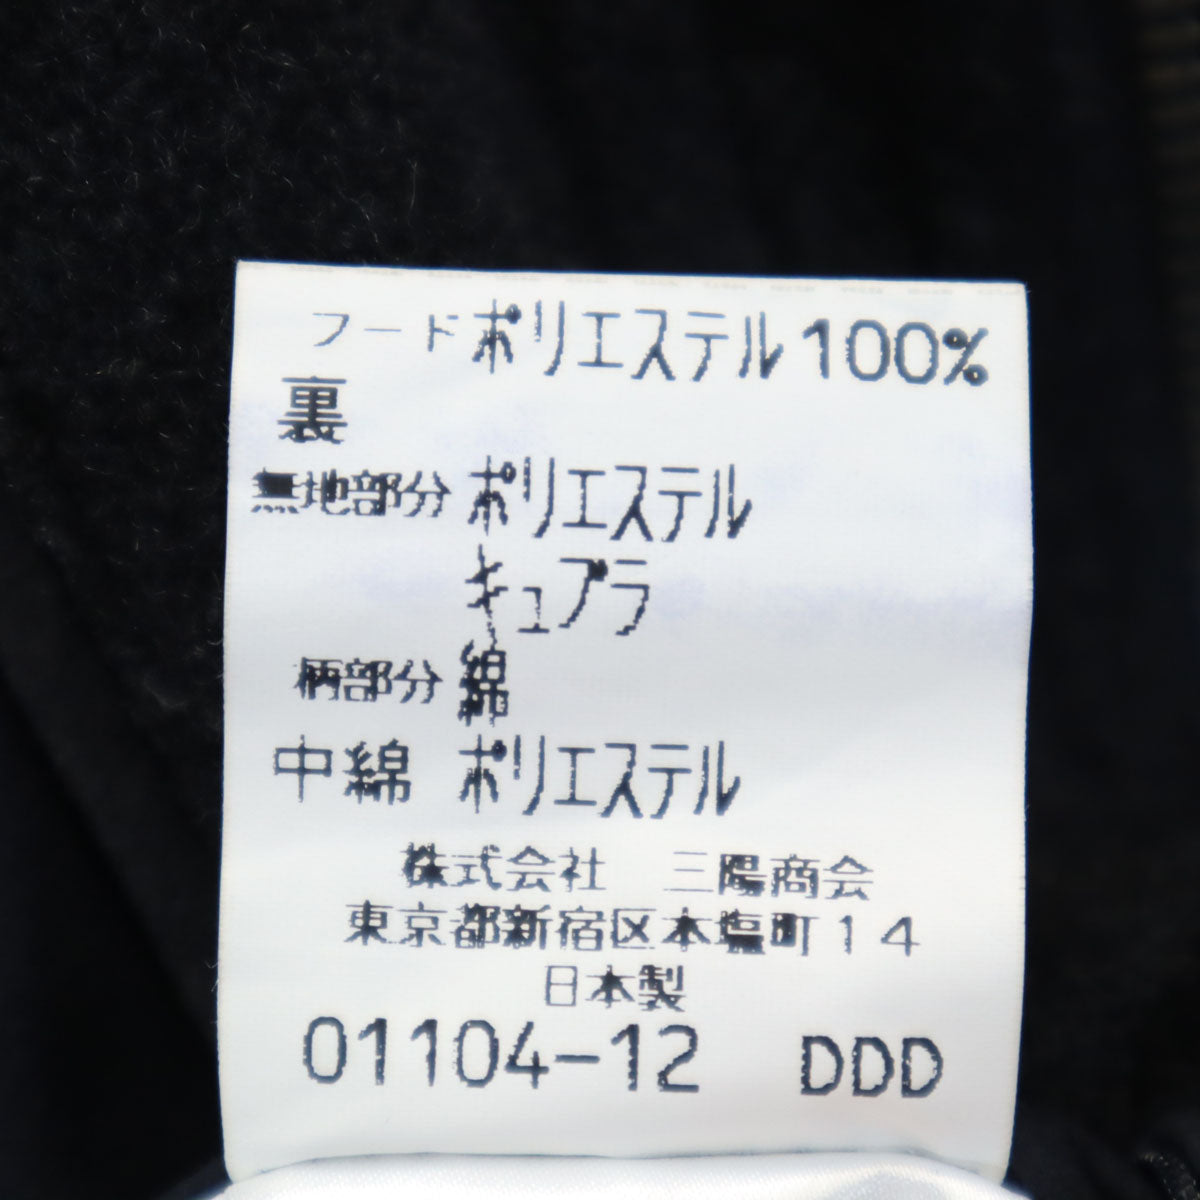 フード ポリエステル100%
裏
無地部分 ポリエステル
キュプラ
柄部分 綿
中綿 ポリエステル
株式会社 三陽商会
東京都新宿区本塩町14
日本製
01104-12 DDD